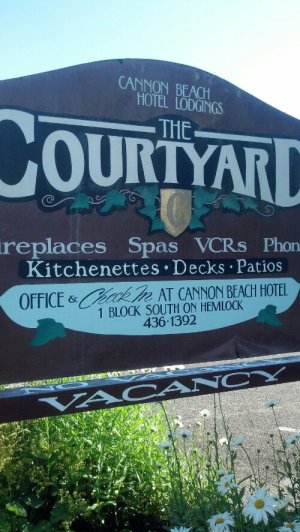 CANNON BEACH
HOTEL LODGINGS
THE
COURTYARD
ireplaces Spas VCRs Phon
Kitchenettes · Decks · Patios
OFFICE & Check In AT CANNON BEACH HOTEL
1 BLOCK SOUTH ON HEMLOCK
436-1392
VACANCY